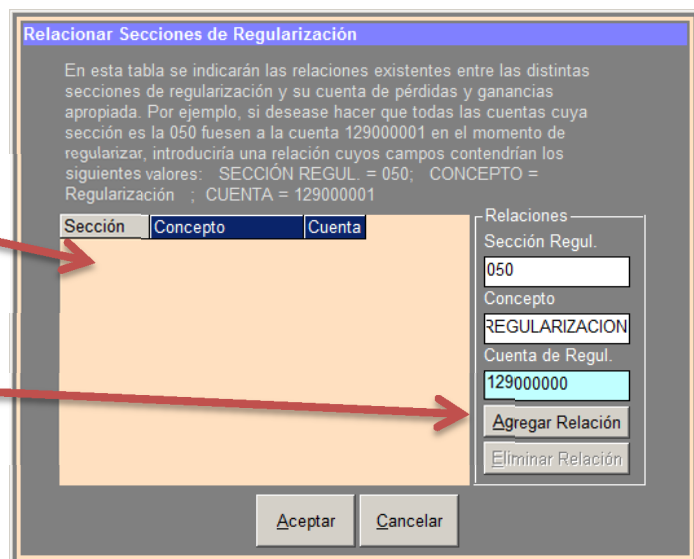 Relacionar Secciones de Regularización
En esta tabla se indicarán las relaciones existentes entre las distintas
secciones de regularización y su cuenta de pérdidas y ganancias
apropiada. Por ejemplo, si desease hacer que todas las cuentas cuya
sección es la 050 fuesen a la cuenta 129000001 en el momento de
regularizar, introduciría una relación cuyos campos contendrían los
siguientes valores: SECCIÓN REGUL. = 050; CONCEPTO =
Regularización ; CUENTA = 129000001
Sección Concepto Cuenta
Relaciones
Sección Regul.
050
Concepto
REGULARIZACION
Cuenta de Regul.
129000000
Agregar Relación
Eliminar Relación
Aceptar Cancelar